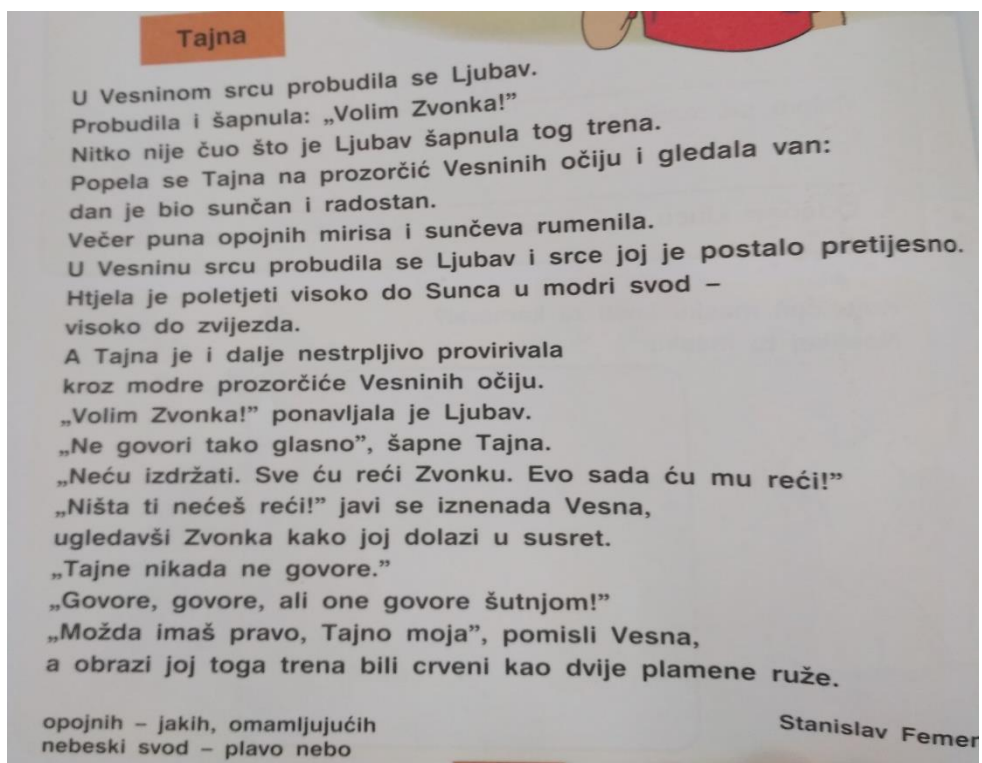 Tajna
U Vesninom srcu probudila se Ljubav.
Probudila i šapnula: „Volim Zvonka!”
Nitko nije čuo što je Ljubav šapnula tog trena.
Popela se Tajna na prozorčić Vesninih očiju i gledala van:
dan je bio sunčan i radostan.
Večer puna opojnih mirisa i sunčeva rumenila.
U Vesninu srcu probudila se Ljubav i srce joj je postalo pretijesno.
Htjela je poletjeti visoko do Sunca u modri svod –
visoko do zvijezda.
A Tajna je i dalje nestrpljivo provirivala
kroz modre prozorčiće Vesninih očiju.
„Volim Zvonka!” ponavljala je Ljubav.
„Ne govori tako glasno”, šapne Tajna.
„Neću izdržati. Sve ću reći Zvonku. Evo sada ću mu reći!”
„Ništa ti nećeš reći!” javi se iznenada Vesna,
ugledavši Zvonka kako joj dolazi u susret.
„Tajne nikada ne govore.”
„Govore, govore, ali one govore šutnjom!”
„Možda imaš pravo, Tajno moja”, pomisli Vesna,
a obrazi joj toga trena bili crveni kao dvije plamene ruže.
Stanislav Femer
opojnih – jakih, omamljujućih
nebeski svod – plavo nebo